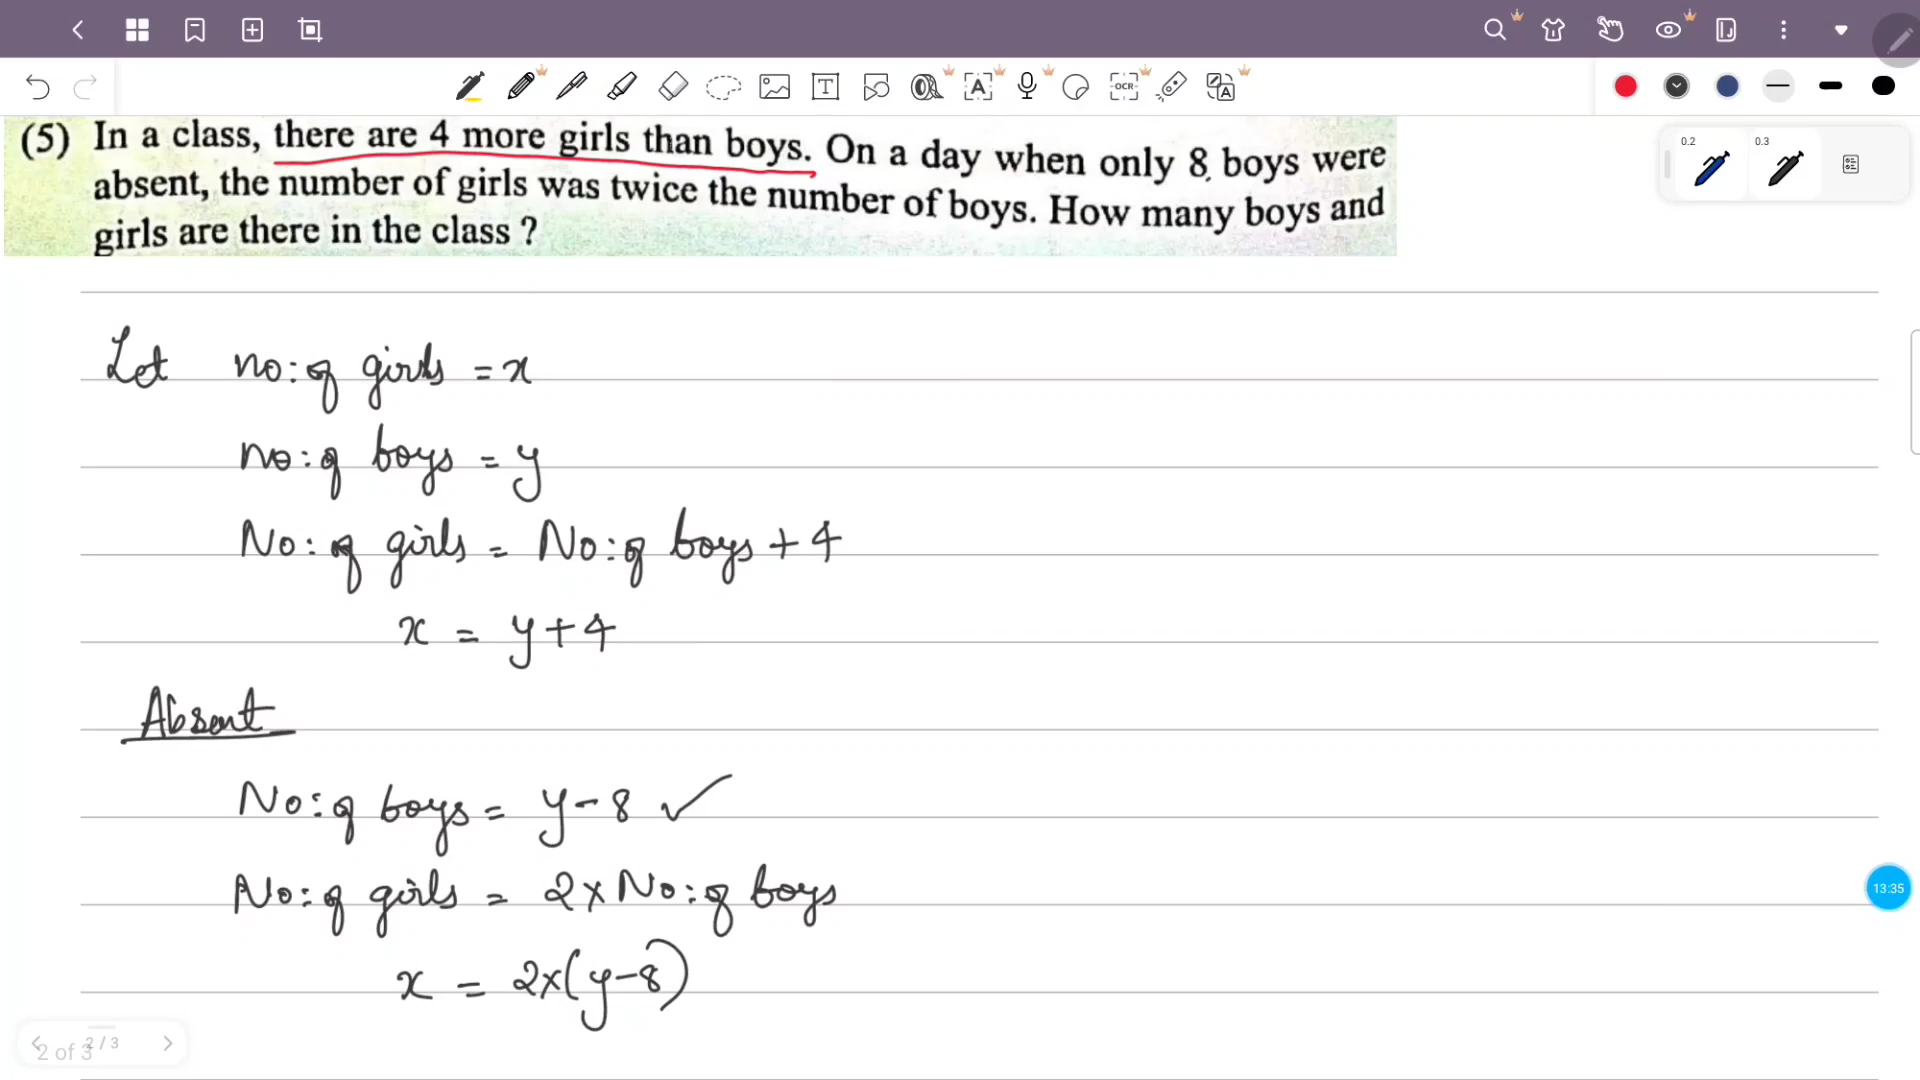 0.2 0.3
(5) In a class, there are 4 more girls than boys. On a day when only 8 boys were
absent, the number of girls was twice the number of boys. How many boys and
girls are there in the class ?
Let no: of girls = x
no: of boys = y
No: of girls = No: of boys + 4
x = y+4
Absent
No: of boys = y-8 ✓
No: of girls = 2x No: of boys
x = 2x(y-8)
13:35
2 / 3
2 of 3